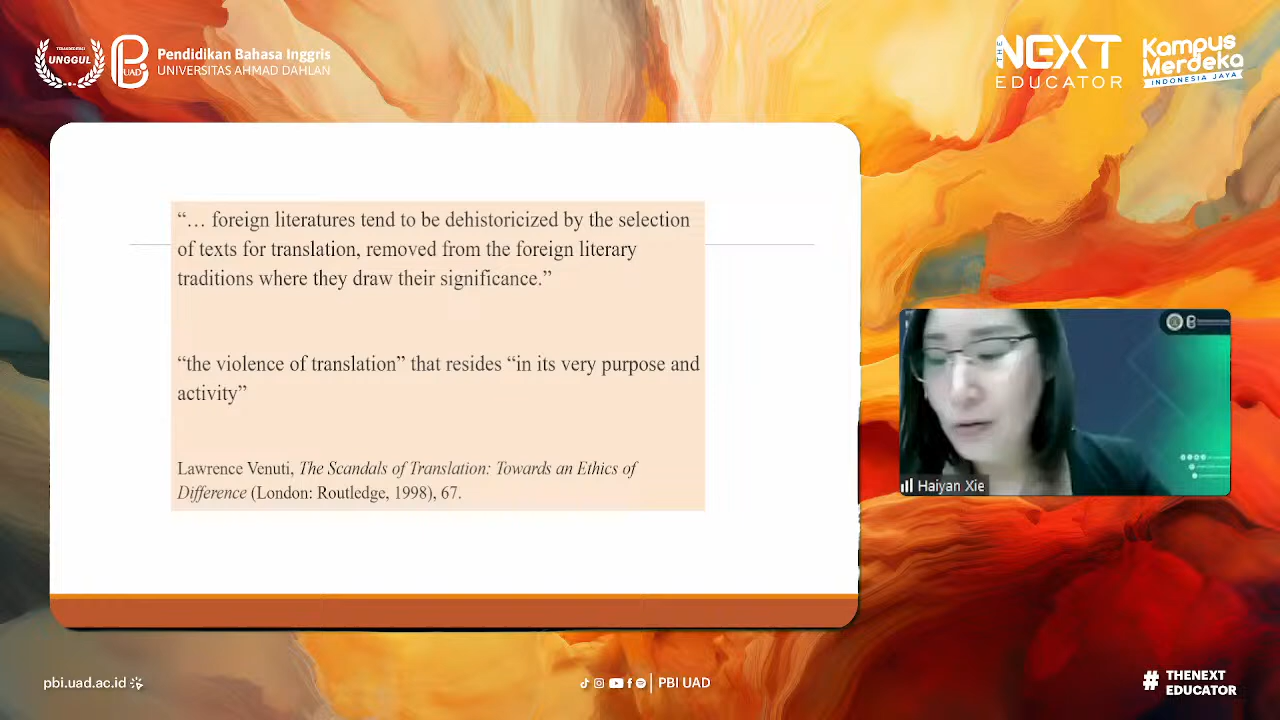 UNGGUL
UAD
Pendidikan Bahasa Inggris
UNIVERSITAS AHMAD DAHLAN
THE NEXT
EDUCATOR
Kampus
Merdeka
INDONESIA JAYA
“… foreign literatures tend to be dehistoricized by the selection
of texts for translation, removed from the foreign literary
traditions where they draw their significance.”
“the violence of translation” that resides “in its very purpose and
activity”
Lawrence Venuti, The Scandals of Translation: Towards an Ethics of
Difference (London: Routledge, 1998), 67.
Haiyan Xie
pbi.uad.ac.id
PBI UAD
# THENEXT
EDUCATOR